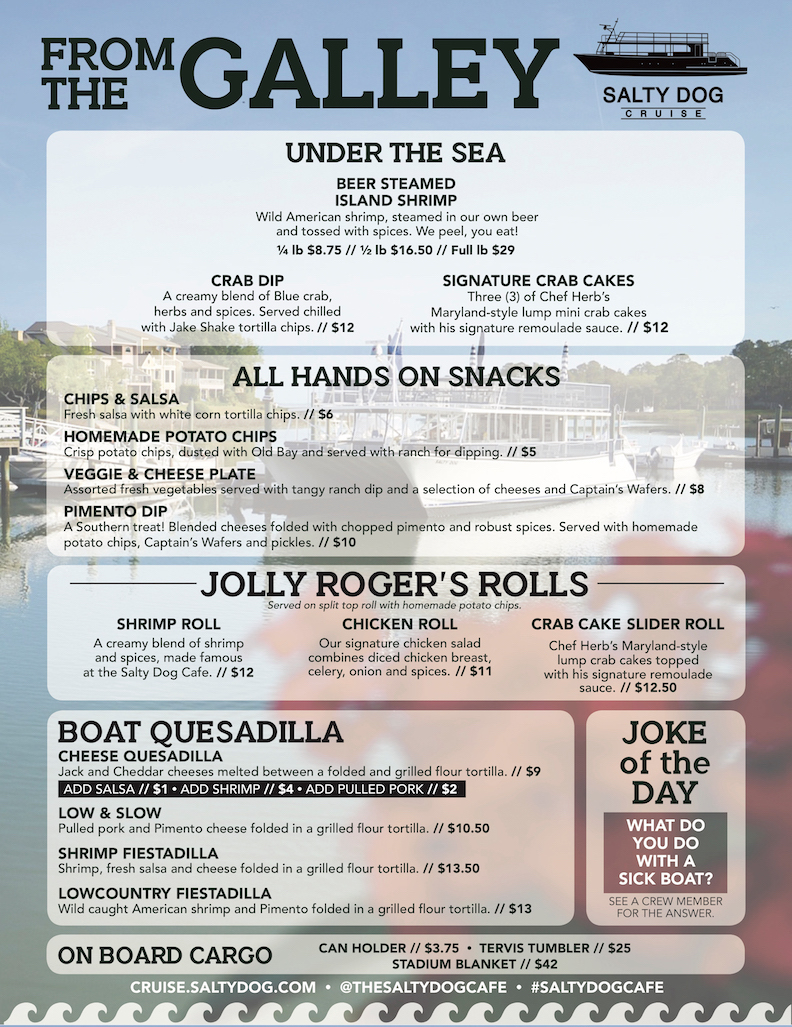 FROM
THE
GALLEY
SALTY DOG
CRUISE
UNDER THE SEA
BEER STEAMED
ISLAND SHRIMP
Wild American shrimp, steamed in our own beer
and tossed with spices. We peel, you eat!
¼ lb $8.75 // ½ lb $16.50 // Full lb $29
CRAB DIP
A creamy blend of Blue crab,
herbs and spices. Served chilled
with Jake Shake tortilla chips. // $12
SIGNATURE CRAB CAKES
Three (3) of Chef Herb's
Maryland-style lump mini crab cakes
with his signature remoulade sauce. // $12
ALL HANDS ON SNACKS
CHIPS & SALSA
Fresh salsa with white corn tortilla chips. // $6
HOMEMADE POTATO CHIPS
Crisp potato chips, dusted with Old Bay and served with ranch for dipping. // $5
VEGGIE & CHEESE PLATE
Assorted fresh vegetables served with tangy ranch dip and a selection of cheeses and Captain's Wafers. // $8
PIMENTO DIP
A Southern treat! Blended cheeses folded with chopped pimento and robust spices. Served with homemade
potato chips, Captain's Wafers and pickles. // $10
JOLLY ROGER'S ROLLS
Served on split top roll with homemade potato chips.
SHRIMP ROLL
A creamy blend of shrimp
and spices, made famous
at the Salty Dog Cafe. // $12
CHICKEN ROLL
Our signature chicken salad
combines diced chicken breast,
celery, onion and spices. // $11
CRAB CAKE SLIDER ROLL
Chef Herb's Maryland-style
lump crab cakes topped
with his signature remoulade
sauce. // $12.50
BOAT QUESADILLA
CHEESE QUESADILLA
Jack and Cheddar cheeses melted between a folded and grilled flour tortilla. // $9
ADD SALSA // $1 • ADD SHRIMP // $4 • ADD PULLED PORK // $2
LOW & SLOW
Pulled pork and Pimento cheese folded in a grilled flour tortilla. // $10.50
SHRIMP FIESTADILLA
Shrimp, fresh salsa and cheese folded in a grilled flour tortilla. // $13.50
LOWCOUNTRY FIESTADILLA
Wild caught American shrimp and Pimento folded in a grilled flour tortilla. // $13
JOKE
of the
DAY
WHAT DO
YOU DO
WITH A
SICK BOAT?
SEE A CREW MEMBER
FOR THE ANSWER.
ON BOARD CARGO
CAN HOLDER // $3.75 • TERVIS TUMBLER // $25
STADIUM BLANKET // $42
CRUISE.SALTYDOG.COM • @THESALTYDOGCAFE • #SALTYDOGCAFE